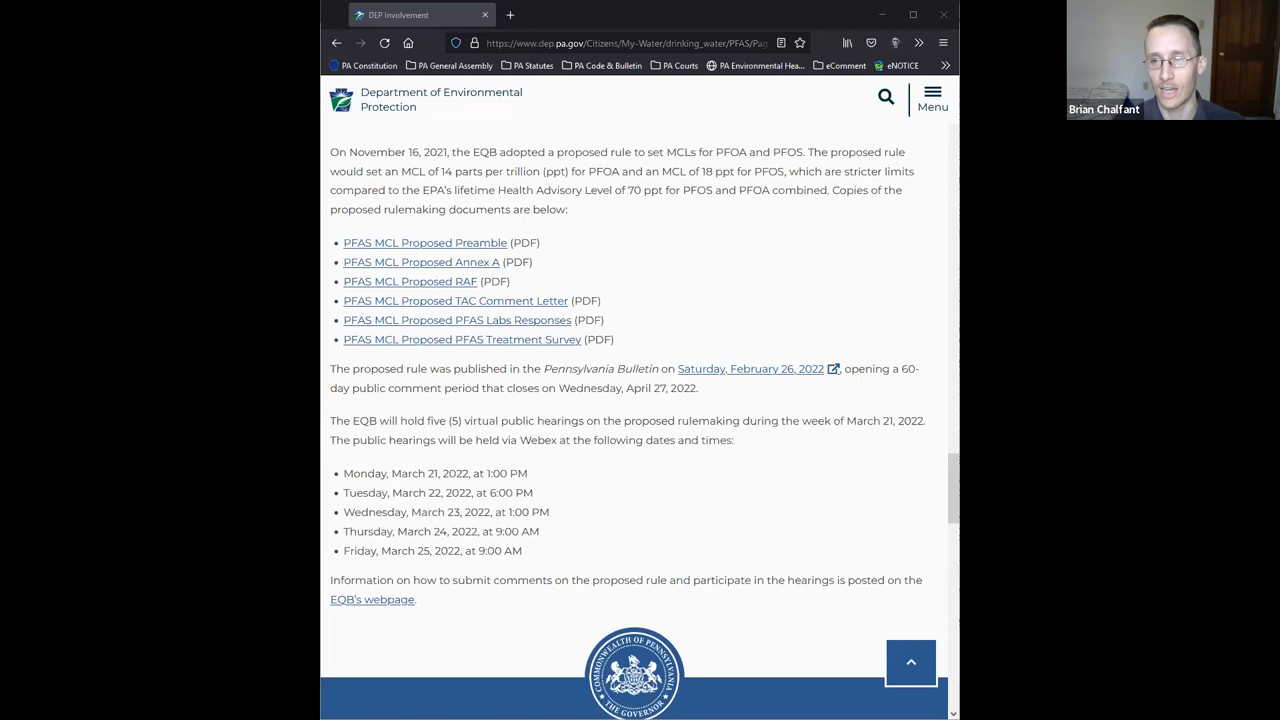 DEP Involvement
https://www.dep.pa.gov/Citizens/My-Water/drinking_water/PFAS/Pag
PA Constitution
PA General Assembly
PA Statutes
PA Code & Bulletin
PA Courts
PA Environmental Hea...
eComment
eNOTICE
Brian Chalfant
Department of Environmental
Protection
Menu
On November 16, 2021, the EQB adopted a proposed rule to set MCLs for PFOA and PFOS. The proposed rule
would set an MCL of 14 parts per trillion (ppt) for PFOA and an MCL of 18 ppt for PFOS, which are stricter limits
compared to the EPA's lifetime Health Advisory Level of 70 ppt for PFOS and PFOA combined. Copies of the
proposed rulemaking documents are below:
• PFAS MCL Proposed Preamble (PDF)
• PFAS MCL Proposed Annex A (PDF)
• PFAS MCL Proposed RAF (PDF)
• PFAS MCL Proposed TAC Comment Letter (PDF)
• PFAS MCL Proposed PFAS Labs Responses (PDF)
• PFAS MCL Proposed PFAS Treatment Survey (PDF)
The proposed rule was published in the Pennsylvania Bulletin on Saturday, February 26, 2022, opening a 60-
day public comment period that closes on Wednesday, April 27, 2022.
The EQB will hold five (5) virtual public hearings on the proposed rulemaking during the week of March 21, 2022.
The public hearings will be held via Webex at the following dates and times:
• Monday, March 21, 2022, at 1:00 PM
• Tuesday, March 22, 2022, at 6:00 PM
• Wednesday, March 23, 2022, at 1:00 PM
• Thursday, March 24, 2022, at 9:00 AM
• Friday, March 25, 2022, at 9:00 AM
Information on how to submit comments on the proposed rule and participate in the hearings is posted on the
EQB's webpage.
COMMONWEALTH OF PENNSYLVANIA
THE GOVERNOR